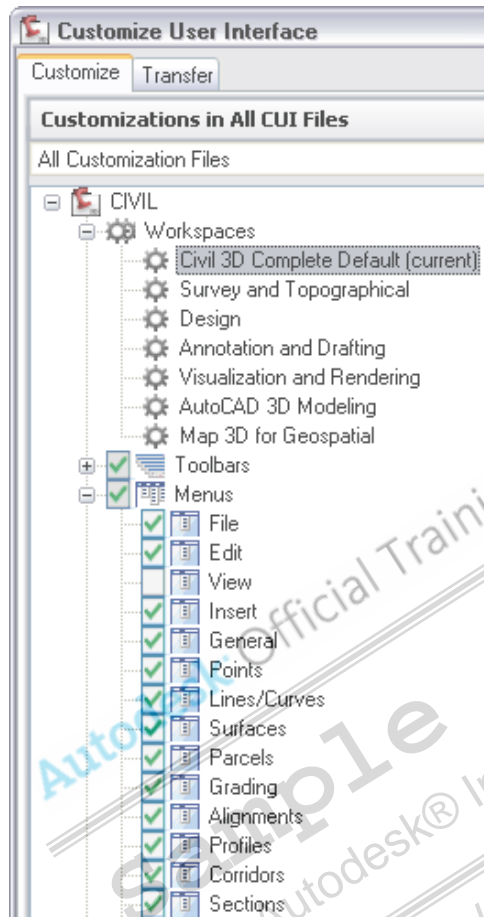 Customize User Interface
Customize Transfer
Customizations in All CUI Files
All Customization Files
CIVIL
Workspaces
Civil 3D Complete Default (current)
Survey and Topographical
Design
Annotation and Drafting
Visualization and Rendering
AutoCAD 3D Modeling
Map 3D for Geospatial
Toolbars
Menus
File
Edit
View
Insert
General
Points
Lines/Curves
Surfaces
Parcels
Grading
Alignments
Profiles
Corridors
Sections
Autodesk Official Traini
Sample
Autodesk® I